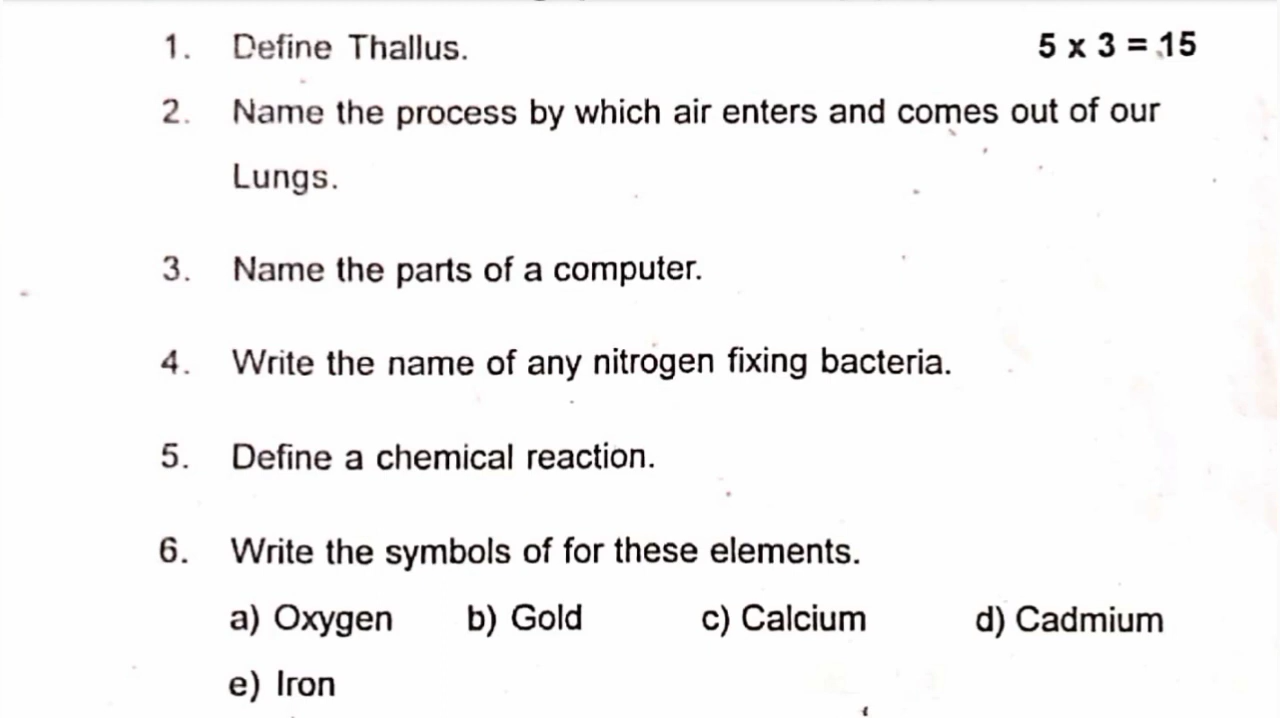 1. Define Thallus. 5 x 3 = 15
2. Name the process by which air enters and comes out of our
Lungs.
3. Name the parts of a computer.
4. Write the name of any nitrogen fixing bacteria.
5. Define a chemical reaction.
6. Write the symbols of for these elements.
a) Oxygen b) Gold c) Calcium d) Cadmium
e) Iron